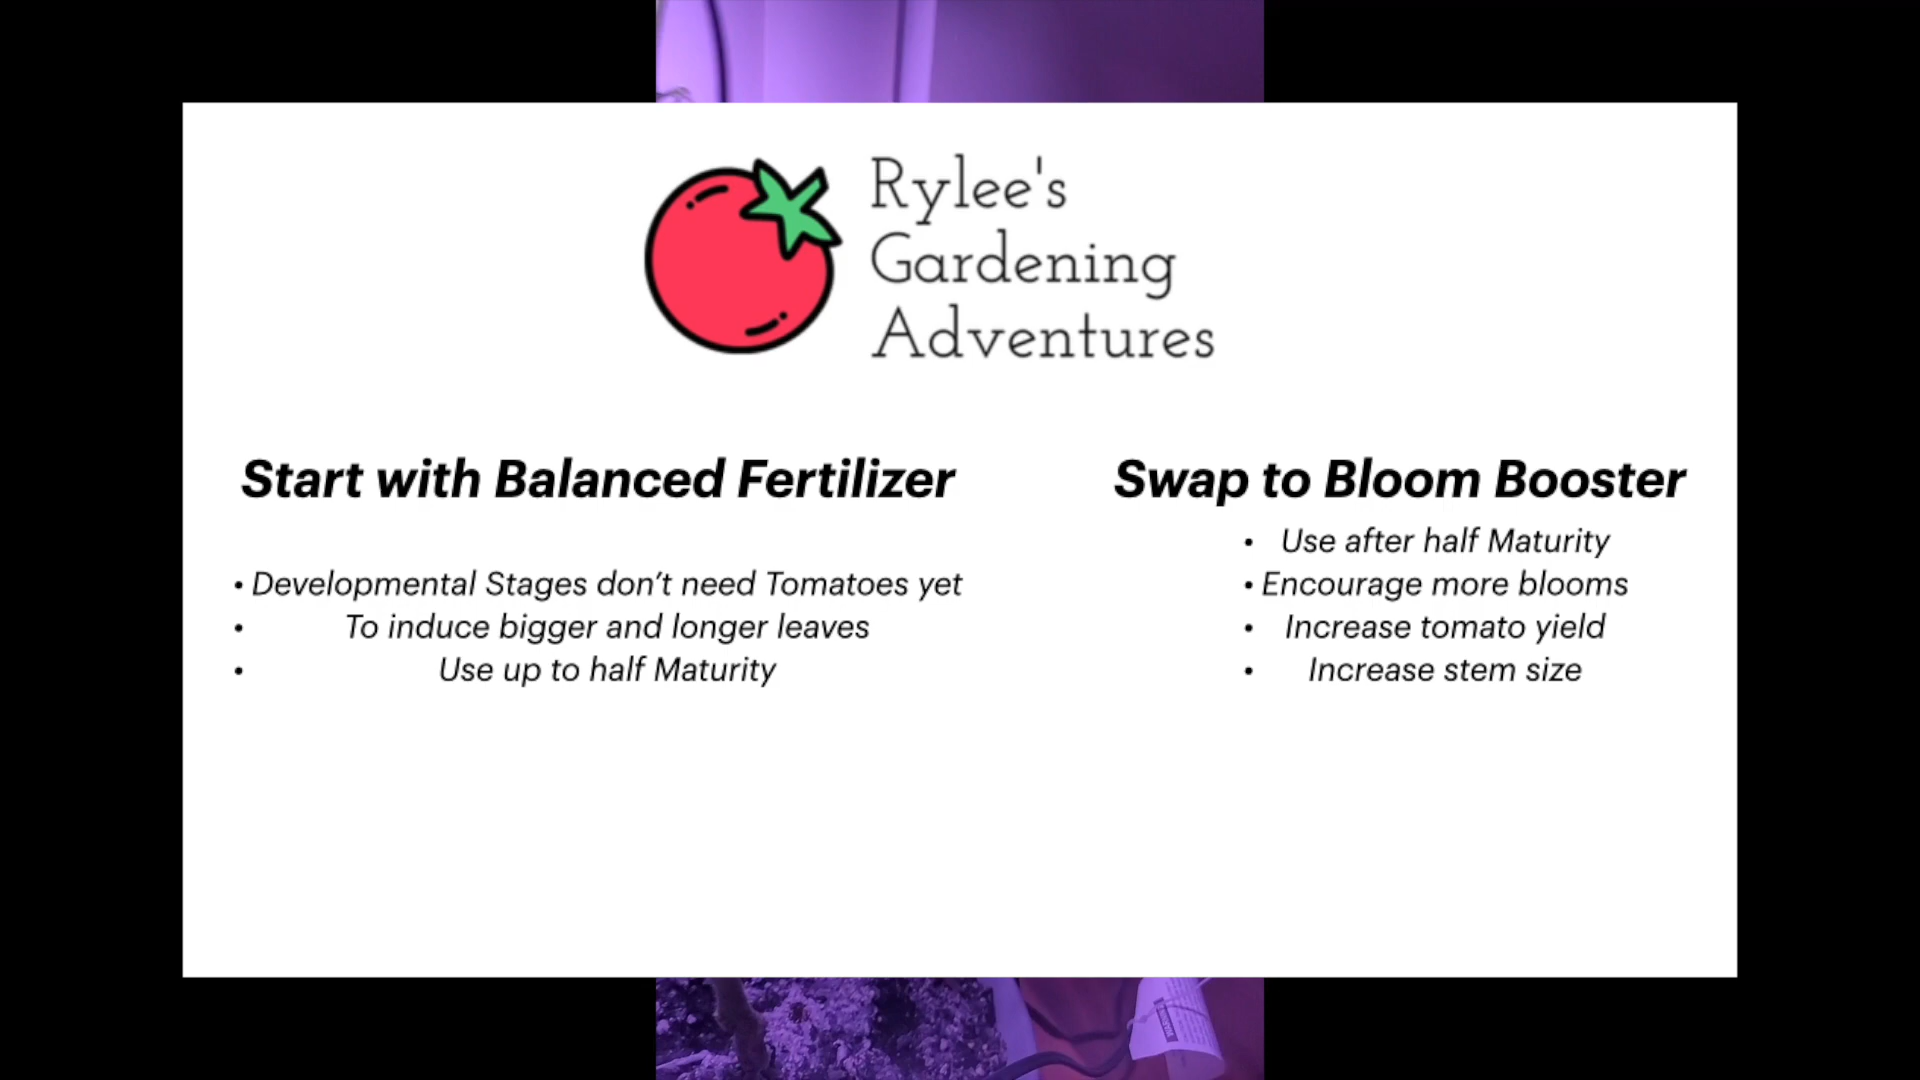 Rylee's
Gardening
Adventures
Start with Balanced Fertilizer
• Developmental Stages don’t need Tomatoes yet
• To induce bigger and longer leaves
• Use up to half Maturity
Swap to Bloom Booster
• Use after half Maturity
• Encourage more blooms
• Increase tomato yield
• Increase stem size